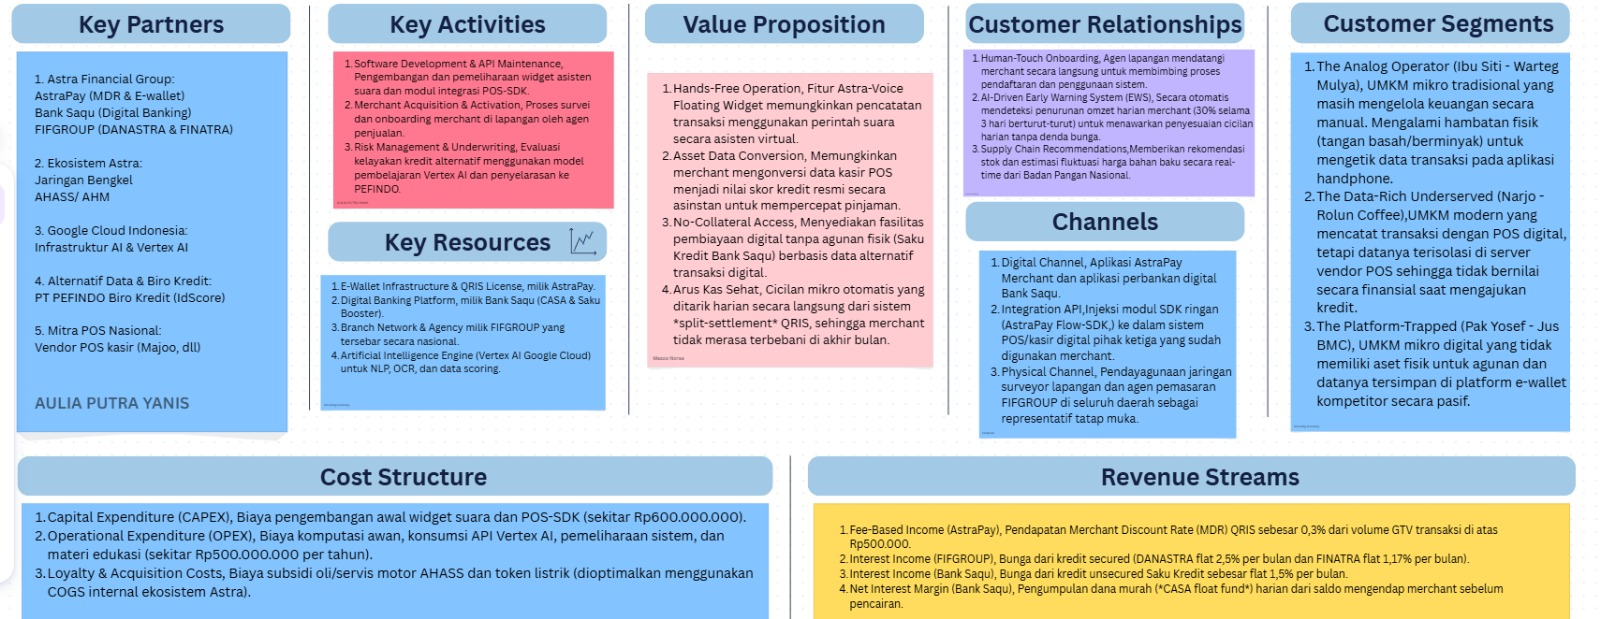 Key Partners
1. Astra Financial Group:
AstraPay (MDR & E-wallet)
Bank Saqu (Digital Banking)
FIFGROUP (DANASTRA & FINATRA)
2. Ekosistem Astra:
Jaringan Bengkel
AHASS/ AHM
3. Google Cloud Indonesia:
Infrastruktur AI & Vertex AI
4. Alternatif Data & Biro Kredit:
PT PEFINDO Biro Kredit (IdScore)
5. Mitra POS Nasional:
Vendor POS kasir (Majoo, dll)
AULIA PUTRA YANIS
Key Activities
1. Software Development & API Maintenance,
Pengembangan dan pemeliharaan widget asisten
suara dan modul integrasi POS-SDK.
2. Merchant Acquisition & Activation, Proses survei
dan onboarding merchant di lapangan oleh agen
penjualan.
3. Risk Management & Underwriting, Evaluasi
kelayakan kredit alternatif menggunakan model
pembelajaran Vertex AI dan penyelarasan ke
PEFINDO.
Key Resources
1. E-Wallet Infrastructure & QRIS License, milik AstraPay.
2. Digital Banking Platform, milik Bank Saqu (CASA & Saku
Booster).
3. Branch Network & Agency milik FIFGROUP yang
tersebar secara nasional.
4. Artificial Intelligence Engine (Vertex AI Google Cloud)
untuk NLP, OCR, dan data scoring.
Value Proposition
1. Hands-Free Operation, Fitur Astra-Voice
Floating Widget memungkinkan pencatatan
transaksi menggunakan perintah suara
secara asisten virtual.
2. Asset Data Conversion, Memungkinkan
merchant mengonversi data kasir POS
menjadi nilai skor kredit resmi secara
asinstan untuk mempercepat pinjaman.
3. No-Collateral Access, Menyediakan fasilitas
pembiayaan digital tanpa agunan fisik (Saku
Kredit Bank Saqu) berbasis data alternatif
transaksi digital.
4. Arus Kas Sehat, Cicilan mikro otomatis yang
ditarik harian secara langsung dari sistem
*split-settlement* QRIS, sehingga merchant
tidak merasa terbebani di akhir bulan.
Customer Relationships
1. Human-Touch Onboarding, Agen lapangan mendatangi
merchant secara langsung untuk membimbing proses
pendaftaran dan penggunaan sistem.
2. AI-Driven Early Warning System (EWS), Secara otomatis
mendeteksi penurunan omzet harian merchant (30% selama
3 hari berturut-turut) untuk menawarkan penyesuaian cicilan
harian tanpa denda bunga.
3. Supply Chain Recommendations,Memberikan rekomendasi
stok dan estimasi fluktuasi harga bahan baku secara real-
time dari Badan Pangan Nasional.
Channels
1. Digital Channel, Aplikasi AstraPay
Merchant dan aplikasi perbankan digital
Bank Saqu.
2. Integration API,Injeksi modul SDK ringan
(AstraPay Flow-SDK,) ke dalam sistem
POS/kasir digital pihak ketiga yang sudah
digunakan merchant.
3. Physical Channel, Pendayagunaan jaringan
surveyor lapangan dan agen pemasaran
FIFGROUP di seluruh daerah sebagai
representatif tatap muka.
Customer Segments
1. The Analog Operator (Ibu Siti - Warteg
Mulya), UMKM mikro tradisional yang
masih mengelola keuangan secara
manual. Mengalami hambatan fisik
(tangan basah/berminyak) untuk
mengetik data transaksi pada aplikasi
handphone.
2. The Data-Rich Underserved (Narjo -
Rolun Coffee),UMKM modern yang
mencatat transaksi dengan POS digital,
tetapi datanya terisolasi di server
vendor POS sehingga tidak bernilai
secara finansial saat mengajukan
kredit.
3. The Platform-Trapped (Pak Yosef - Jus
BMC), UMKM mikro digital yang tidak
memiliki aset fisik untuk agunan dan
datanya tersimpan di platform e-wallet
kompetitor secara pasif.
Cost Structure
1. Capital Expenditure (CAPEX), Biaya pengembangan awal widget suara dan POS-SDK (sekitar Rp600.000.000).
2. Operational Expenditure (OPEX), Biaya komputasi awan, konsumsi API Vertex AI, pemeliharaan sistem, dan
materi edukasi (sekitar Rp500.000.000 per tahun).
3. Loyalty & Acquisition Costs, Biaya subsidi oli/servis motor AHASS dan token listrik (dioptimalkan menggunakan
COGS internal ekosistem Astra).
Revenue Streams
1. Fee-Based Income (AstraPay), Pendapatan Merchant Discount Rate (MDR) QRIS sebesar 0,3% dari volume GTV transaksi di atas
Rp500.000.
2. Interest Income (FIFGROUP), Bunga dari kredit secured (DANASTRA flat 2,5% per bulan dan FINATRA flat 1,17% per bulan).
3. Interest Income (Bank Saqu), Bunga dari kredit unsecured Saku Kredit sebesar flat 1,5% per bulan.
4. Net Interest Margin (Bank Saqu), Pengumpulan dana murah (*CASA float fund*) harian dari saldo mengendap merchant sebelum
pencairan.